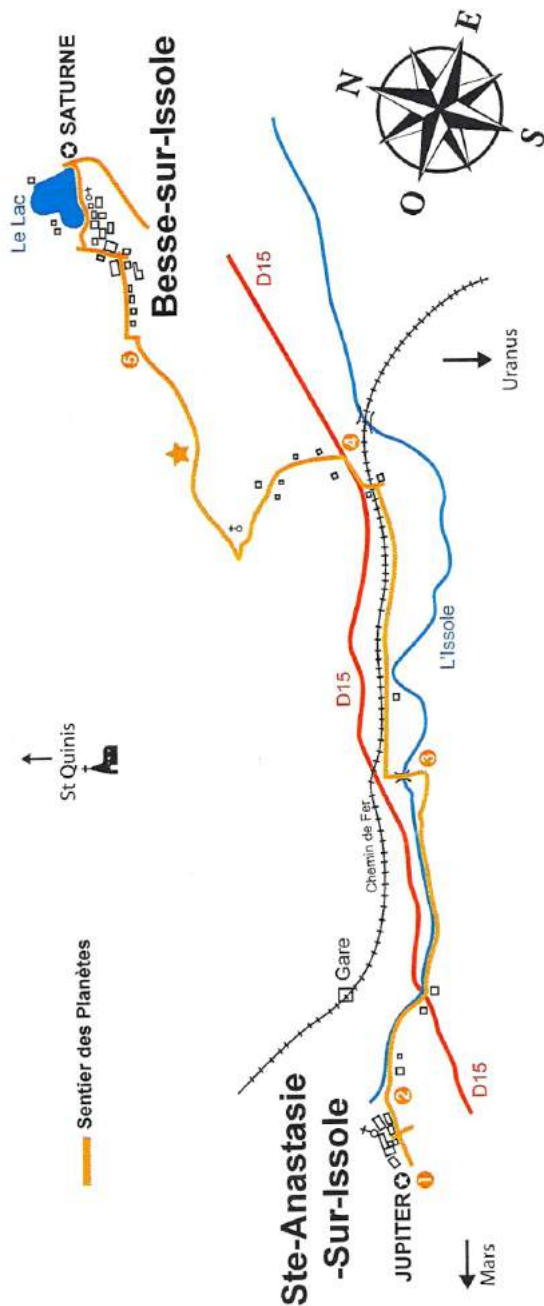 Sentier des Planètes
St Quinis
Le Lac
SATURNE
Besse-sur-Issole
5
D15
4
D15
Chemin de Fer
Gare
L'Issole
3
Uranus
N
E
S
O
Ste-Anastasie
-Sur-Issole
JUPITER
1
2
D15
Mars